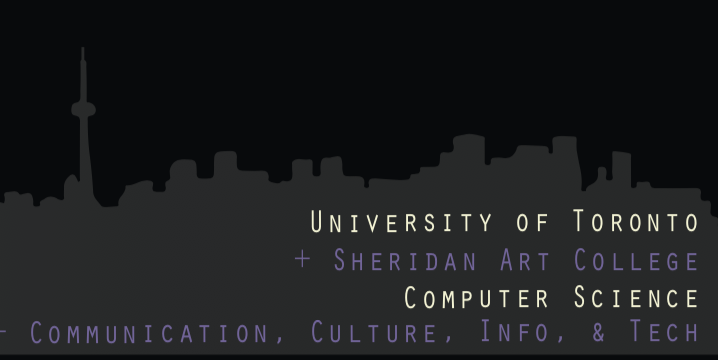 University of Toronto
+ Sheridan Art College
Computer Science
+ Communication, Culture, Info, & Tech